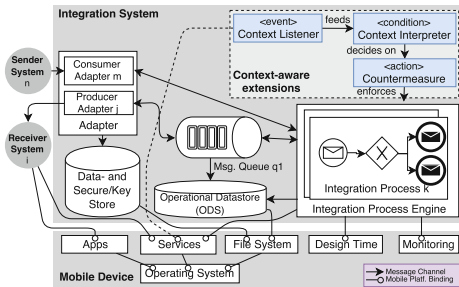 Integration System
<event>
Context Listener
feeds
<condition>
Context Interpreter
decides on
<action>
Countermeasure
enforces
Context-aware
extensions
Sender
System
n
Consumer
Adapter m
Producer
Adapter j
Adapter
Receiver
System
i
Data- and
Secure/Key
Store
Msg. Queue q1
Operational Datastore
(ODS)
Integration Process k
Integration Process Engine
Apps
Services
File System
Design Time
Monitoring
Operating System
Mobile Device
Message Channel
Mobile Platf. Binding